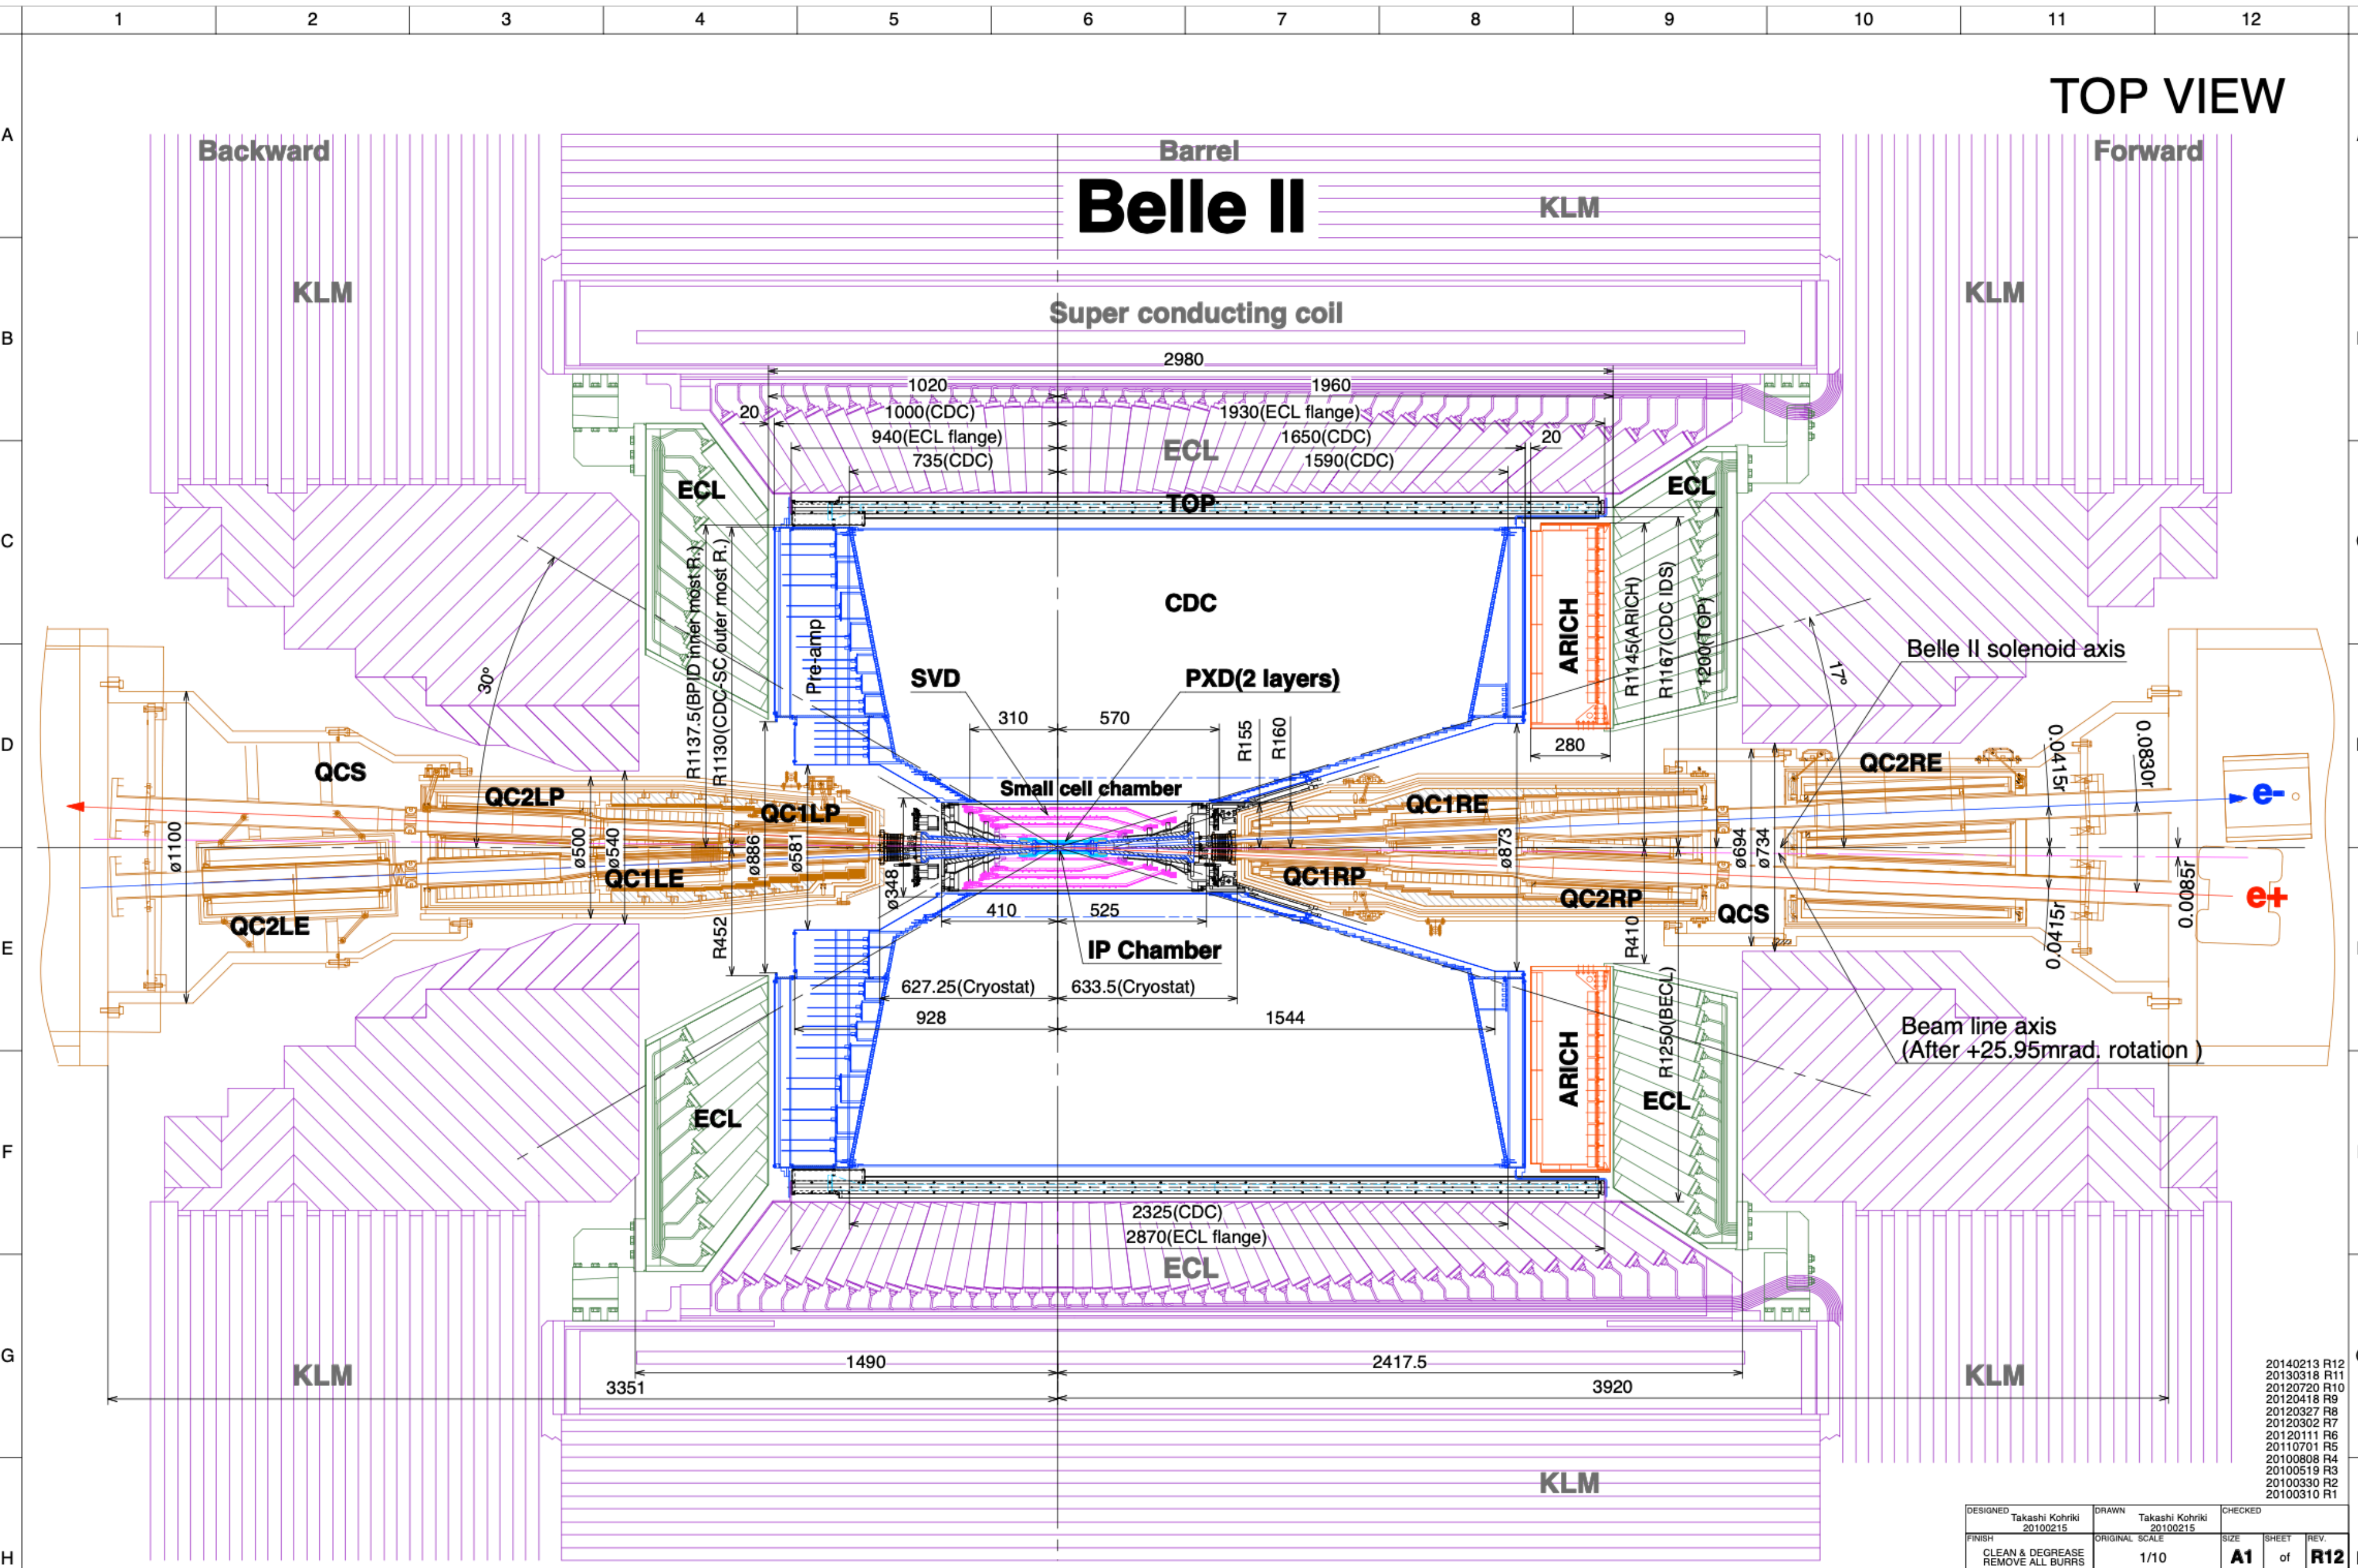 1 2 3 4 5 6 7 8 9 10 11 12
TOP VIEW
A
Backward
Barrel
Forward
Belle II
KLM
KLM
KLM
Super conducting coil
B
2980
1020
1960
20
1000(CDC)
1930(ECL flange)
940(ECL flange)
1650(CDC)
20
ECL
735(CDC)
1590(CDC)
ECL
ECL
TOP
C
R1137.5(BPID inner most R.)
R1130(CDC-SC outer most R.)
CDC
ARICH
R1145(ARICH)
R1167(CDC IDS)
1200(TOP)
Pre-amp
30º
17º
Belle II solenoid axis
SVD
PXD(2 layers)
310
570
R155
R160
280
D
0.0415r
0.0830r
QCS
QC2RE
QC2LP
Small cell chamber
QC1LP
QC1RE
e-
ø1100
ø500
ø540
ø886
ø581
ø348
ø873
ø694
ø734
QC1LE
QC1RP
QC2RP
QC2LE
QCS
e+
0.0085r
0.0415r
410
525
R452
R410
E
IP Chamber
627.25(Cryostat)
633.5(Cryostat)
928
1544
R1250(BECL)
Beam line axis
(After +25.95mrad. rotation )
ARICH
ECL
ECL
F
2325(CDC)
2870(ECL flange)
ECL
G
1490
2417.5
KLM
KLM
3351
3920
20140213 R12
20130318 R11
20120720 R10
20120418 R9
20120327 R8
20120302 R7
20120111 R6
20110701 R5
20100808 R4
20100519 R3
20100330 R2
20100310 R1
KLM
DESIGNED Takashi Kohriki 20100215
DRAWN Takashi Kohriki 20100215
CHECKED
H
FINISH CLEAN & DEGREASE REMOVE ALL BURRS
ORIGINAL SCALE 1/10
SIZE A1
SHEET of
REV. R12